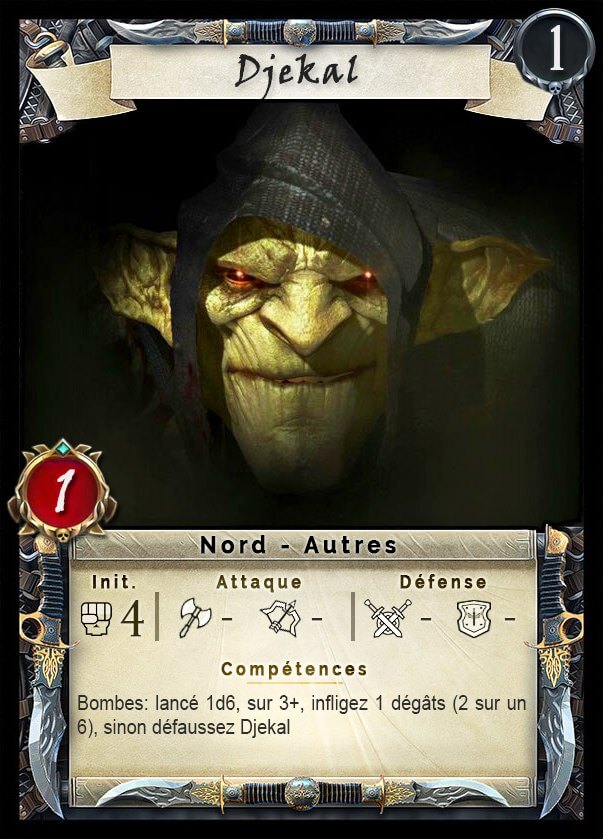 Djekal
1
1
Nord - Autres
Init. Attaque Défense
4 - - - -
Compétences
Bombes: lancé 1d6, sur 3+, infligez 1 dégâts (2 sur un
6), sinon défaussez Djekal